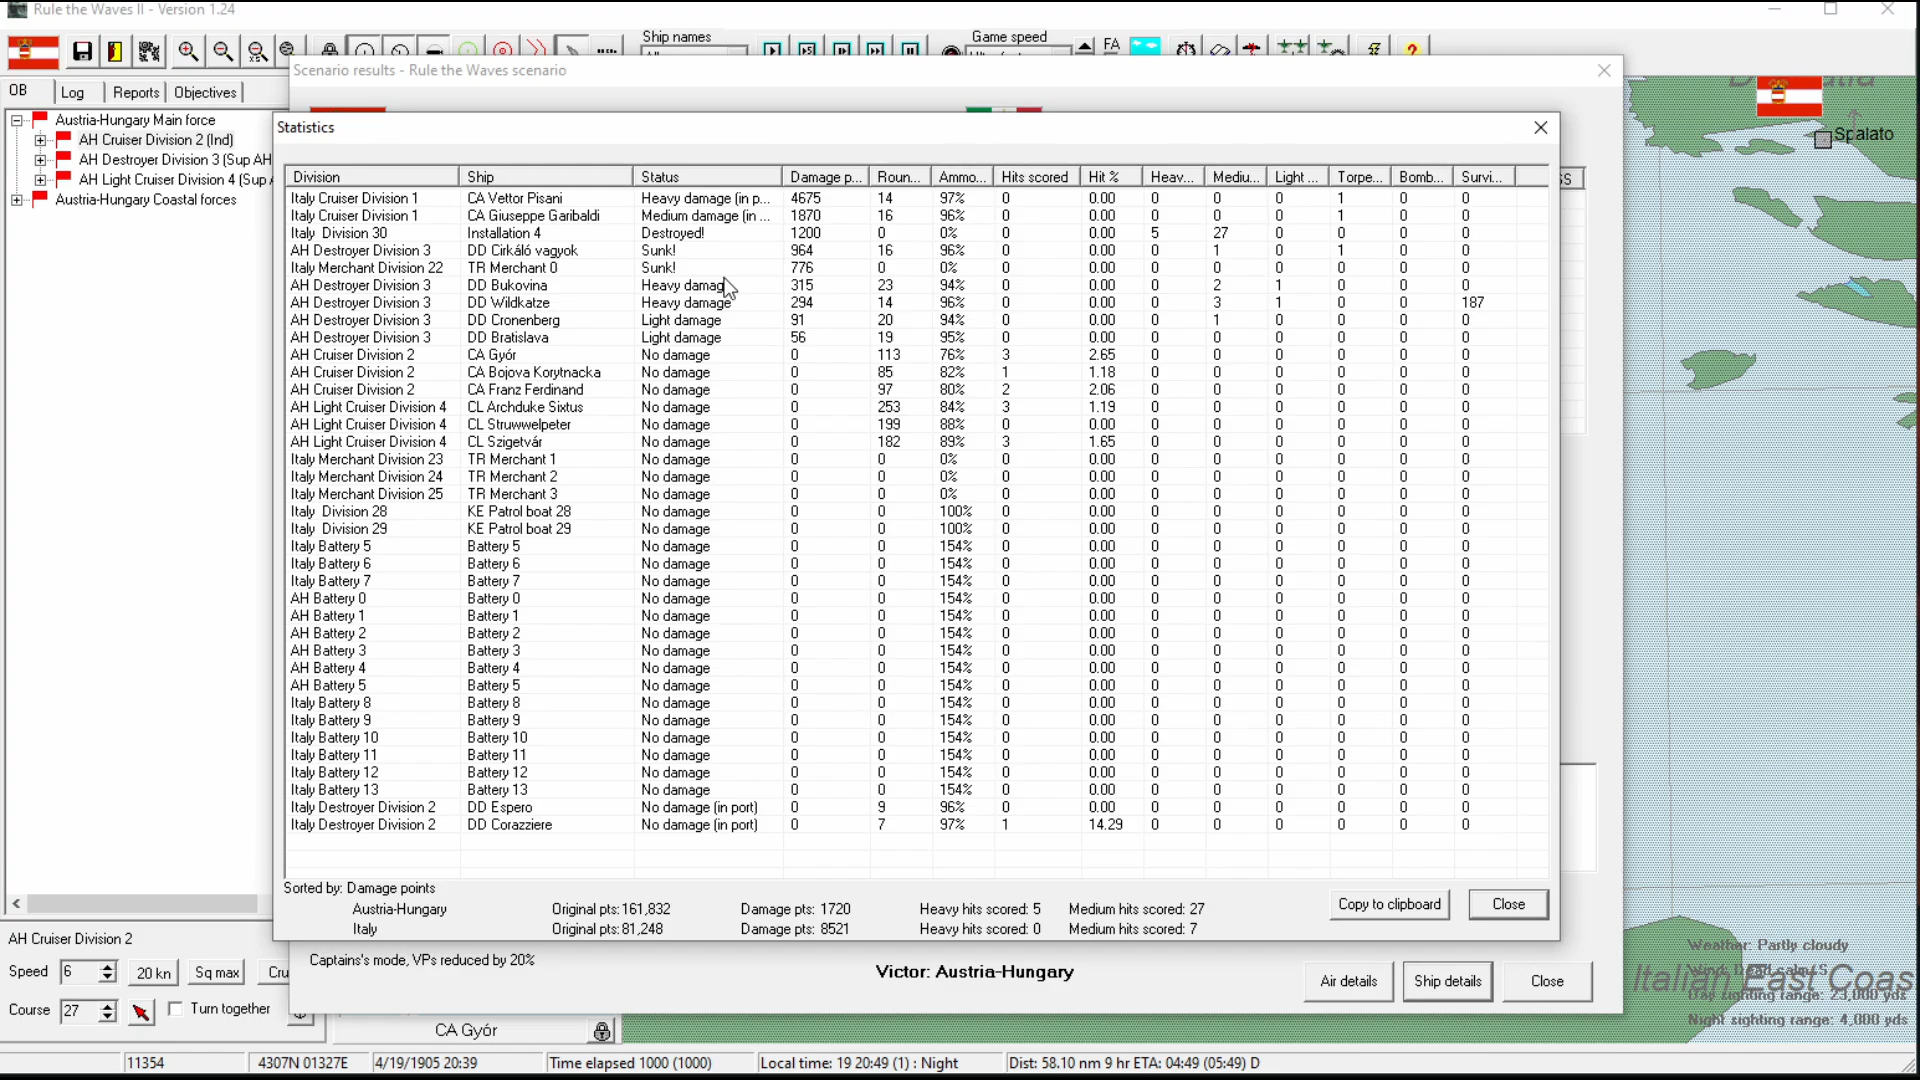 Rule the Waves II - Version 1.24
Ship names
Game speed
FA
OB Log Reports Objectives
Scenario results - Rule the Waves scenario
Austria-Hungary Main force
AH Cruiser Division 2 (Ind)
AH Destroyer Division 3 (Sup AH
AH Light Cruiser Division 4 (Sup
Austria-Hungary Coastal forces
Spalato
Statistics
Division Ship Status Damage p... Roun... Ammo... Hits scored Hit % Heav... Mediu... Light ... Torpe... Bomb... Survi...
Italy Cruiser Division 1 CA Vettor Pisani Heavy damage (in p... 4675 14 97% 0 0.00 0 0 0 1 0 0
Italy Cruiser Division 1 CA Giuseppe Garibaldi Medium damage (in ... 1870 16 96% 0 0.00 0 0 0 1 0 0
Italy Division 30 Installation 4 Destroyed! 1200 0 0% 0 0.00 5 27 0 0 0 0
AH Destroyer Division 3 DD Cirkáló vagyok Sunk! 964 16 96% 0 0.00 0 1 0 1 0 0
Italy Merchant Division 22 TR Merchant 0 Sunk! 776 0 0% 0 0.00 0 0 0 0 0 0
AH Destroyer Division 3 DD Bukovina Heavy damag 315 23 94% 0 0.00 0 2 1 0 0 0
AH Destroyer Division 3 DD Wildkatze Heavy damage 294 14 96% 0 0.00 0 3 1 0 0 187
AH Destroyer Division 3 DD Cronenberg Light damage 91 20 94% 0 0.00 0 1 0 0 0 0
AH Destroyer Division 3 DD Bratislava Light damage 56 19 95% 0 0.00 0 0 0 0 0 0
AH Cruiser Division 2 CA Gyór No damage 0 113 76% 3 2.65 0 0 0 0 0 0
AH Cruiser Division 2 CA Bojova Korytnacka No damage 0 85 82% 1 1.18 0 0 0 0 0 0
AH Cruiser Division 2 CA Franz Ferdinand No damage 0 97 80% 2 2.06 0 0 0 0 0 0
AH Light Cruiser Division 4 CL Archduke Sixtus No damage 0 253 84% 3 1.19 0 0 0 0 0 0
AH Light Cruiser Division 4 CL Struwwelpeter No damage 0 199 88% 0 0.00 0 0 0 0 0 0
AH Light Cruiser Division 4 CL Szigetvár No damage 0 182 89% 3 1.65 0 0 0 0 0 0
Italy Merchant Division 23 TR Merchant 1 No damage 0 0 0% 0 0.00 0 0 0 0 0 0
Italy Merchant Division 24 TR Merchant 2 No damage 0 0 0% 0 0.00 0 0 0 0 0 0
Italy Merchant Division 25 TR Merchant 3 No damage 0 0 0% 0 0.00 0 0 0 0 0 0
Italy Division 28 KE Patrol boat 28 No damage 0 0 100% 0 0.00 0 0 0 0 0 0
Italy Division 29 KE Patrol boat 29 No damage 0 0 100% 0 0.00 0 0 0 0 0 0
Italy Battery 5 Battery 5 No damage 0 0 154% 0 0.00 0 0 0 0 0 0
Italy Battery 6 Battery 6 No damage 0 0 154% 0 0.00 0 0 0 0 0 0
Italy Battery 7 Battery 7 No damage 0 0 154% 0 0.00 0 0 0 0 0 0
AH Battery 0 Battery 0 No damage 0 0 154% 0 0.00 0 0 0 0 0 0
AH Battery 1 Battery 1 No damage 0 0 154% 0 0.00 0 0 0 0 0 0
AH Battery 2 Battery 2 No damage 0 0 154% 0 0.00 0 0 0 0 0 0
AH Battery 3 Battery 3 No damage 0 0 154% 0 0.00 0 0 0 0 0 0
AH Battery 4 Battery 4 No damage 0 0 154% 0 0.00 0 0 0 0 0 0
AH Battery 5 Battery 5 No damage 0 0 154% 0 0.00 0 0 0 0 0 0
Italy Battery 8 Battery 8 No damage 0 0 154% 0 0.00 0 0 0 0 0 0
Italy Battery 9 Battery 9 No damage 0 0 154% 0 0.00 0 0 0 0 0 0
Italy Battery 10 Battery 10 No damage 0 0 154% 0 0.00 0 0 0 0 0 0
Italy Battery 11 Battery 11 No damage 0 0 154% 0 0.00 0 0 0 0 0 0
Italy Battery 12 Battery 12 No damage 0 0 154% 0 0.00 0 0 0 0 0 0
Italy Battery 13 Battery 13 No damage 0 0 154% 0 0.00 0 0 0 0 0 0
Italy Destroyer Division 2 DD Espero No damage (in port) 0 9 96% 0 0.00 0 0 0 0 0 0
Italy Destroyer Division 2 DD Corazziere No damage (in port) 0 7 97% 1 14.29 0 0 0 0 0 0
Sorted by: Damage points
Austria-Hungary Original pts: 161,832 Damage pts: 1720 Heavy hits scored: 5 Medium hits scored: 27
Italy Original pts: 81,248 Damage pts: 8521 Heavy hits scored: 0 Medium hits scored: 7
Copy to clipboard Close
Captains's mode, VPs reduced by 20%
Victor: Austria-Hungary
Air details Ship details Close
AH Cruiser Division 2
Speed 6 20 kn Sq max Cru
Course 27 Turn together
CA Gyór
Weather: Partly cloudy
Italian East Coas
Day sighting range: 23,000 yds
Night sighting range: 4,000 yds
11354 4307N 01327E 4/19/1905 20:39 Time elapsed 1000 (1000) Local time: 19 20:49 (1) : Night Dist: 58.10 nm 9 hr ETA: 04:49 (05:49) D